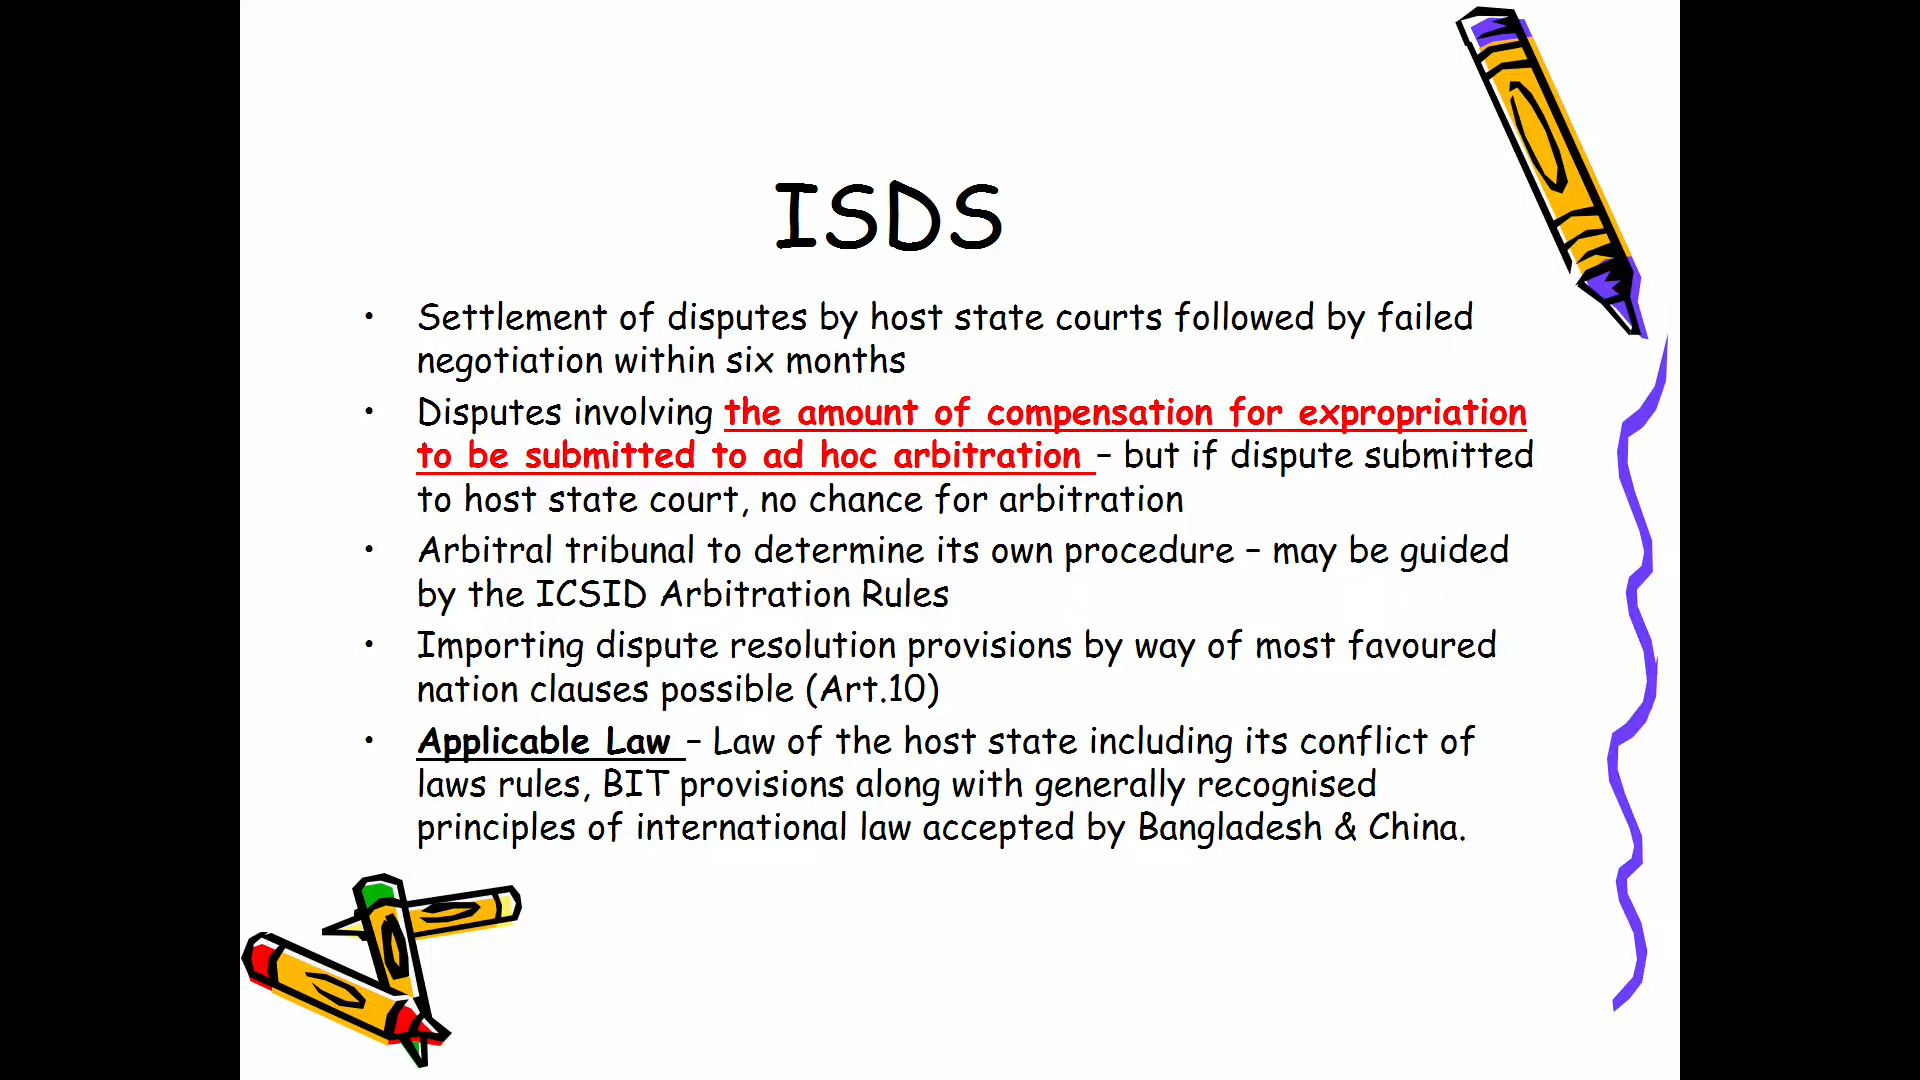 ISDS
• Settlement of disputes by host state courts followed by failed
negotiation within six months
• Disputes involving the amount of compensation for expropriation
to be submitted to ad hoc arbitration – but if dispute submitted
to host state court, no chance for arbitration
• Arbitral tribunal to determine its own procedure – may be guided
by the ICSID Arbitration Rules
• Importing dispute resolution provisions by way of most favoured
nation clauses possible (Art.10)
• Applicable Law – Law of the host state including its conflict of
laws rules, BIT provisions along with generally recognised
principles of international law accepted by Bangladesh & China.